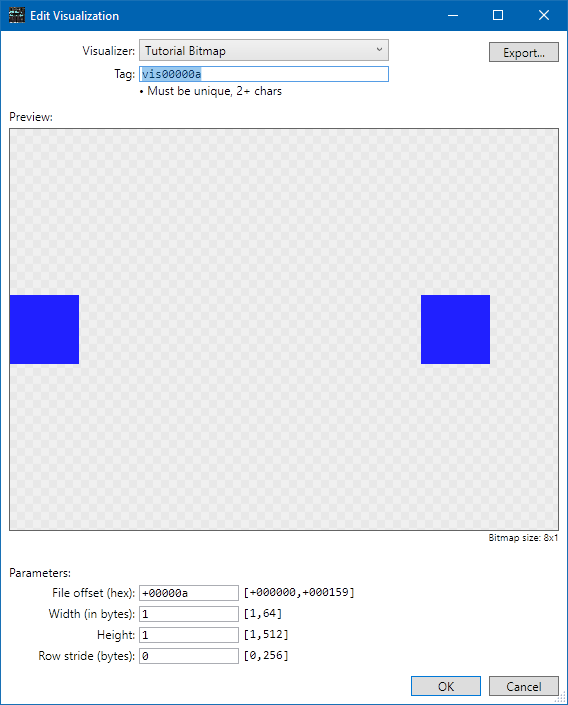 Edit Visualization
Visualizer: Tutorial Bitmap
Export...
Tag: vis00000a
• Must be unique, 2+ chars
Preview:
Bitmap size: 8x1
Parameters:
File offset (hex): +00000a [+000000,+000159]
Width (in bytes): 1 [1,64]
Height: 1 [1,512]
Row stride (bytes): 0 [0,256]
OK Cancel